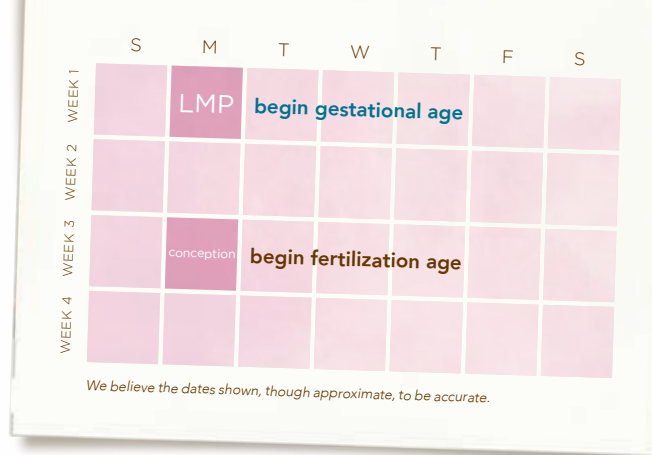 S M T W T F S
WEEK 1
LMP begin gestational age
WEEK 2
WEEK 3
conception begin fertilization age
WEEK 4
We believe the dates shown, though approximate, to be accurate.